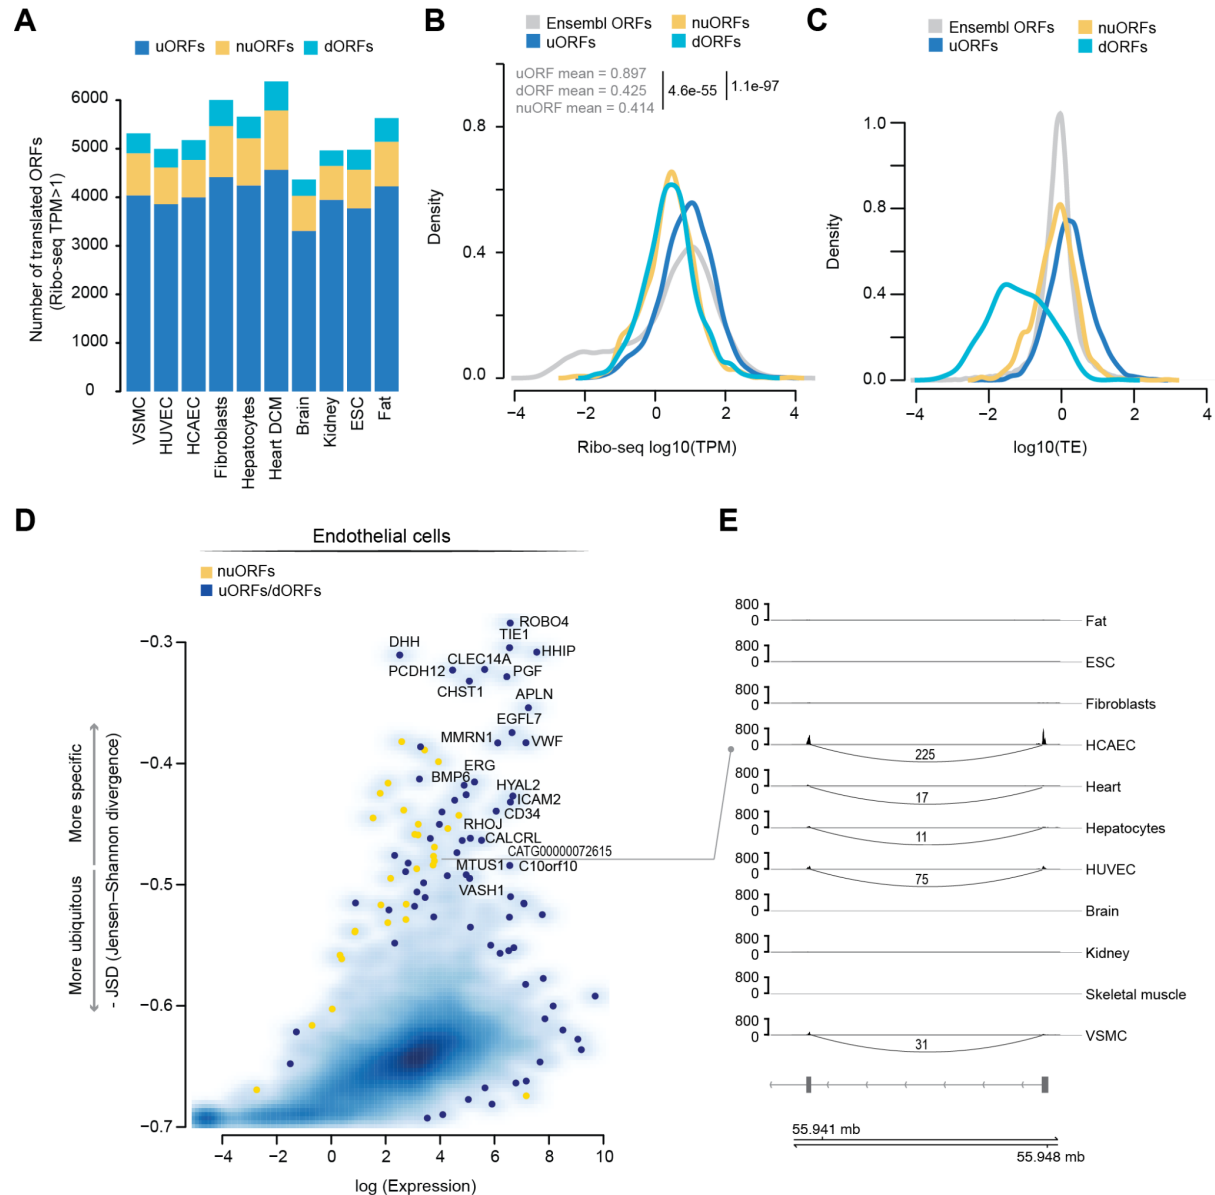 A
uORFs nuORFs dORFs
Number of translated ORFs
(Ribo-seq TPM>1)
6000
5000
4000
3000
2000
1000
0
VSMC
HUVEC
HCAEC
Fibroblasts
Hepatocytes
Heart DCM
Brain
Kidney
ESC
Fat
B
Ensembl ORFs nuORFs
uORFs dORFs
uORF mean = 0.897
dORF mean = 0.425
nuORF mean = 0.414
4.6e-55
1.1e-97
Density
0.8
0.4
0.0
−4 −2 0 2 4
Ribo-seq log10(TPM)
C
Ensembl ORFs nuORFs
uORFs dORFs
Density
1.0
0.8
0.4
0.0
−4 −2 0 2 4
log10(TE)
D
Endothelial cells
nuORFs
uORFs/dORFs
More specific
More ubiquitous
- JSD (Jensen−Shannon divergence)
−0.3
−0.4
−0.5
−0.6
−0.7
ROBO4
TIE1
DHH
HHIP
CLEC14A
PCDH12
PGF
CHST1
APLN
EGFL7
MMRN1
VWF
ERG
BMP6
HYAL2
ICAM2
CD34
RHOJ
CALCRL
CATG00000072615
MTUS1
C10orf10
VASH1
−4 −2 0 2 4 6 8 10
log (Expression)
E
800
0
Fat
800
0
ESC
800
0
Fibroblasts
800
0
HCAEC
225
800
0
Heart
17
800
0
Hepatocytes
11
800
0
HUVEC
75
800
0
Brain
800
0
Kidney
800
0
Skeletal muscle
800
0
VSMC
31
55.941 mb
55.948 mb